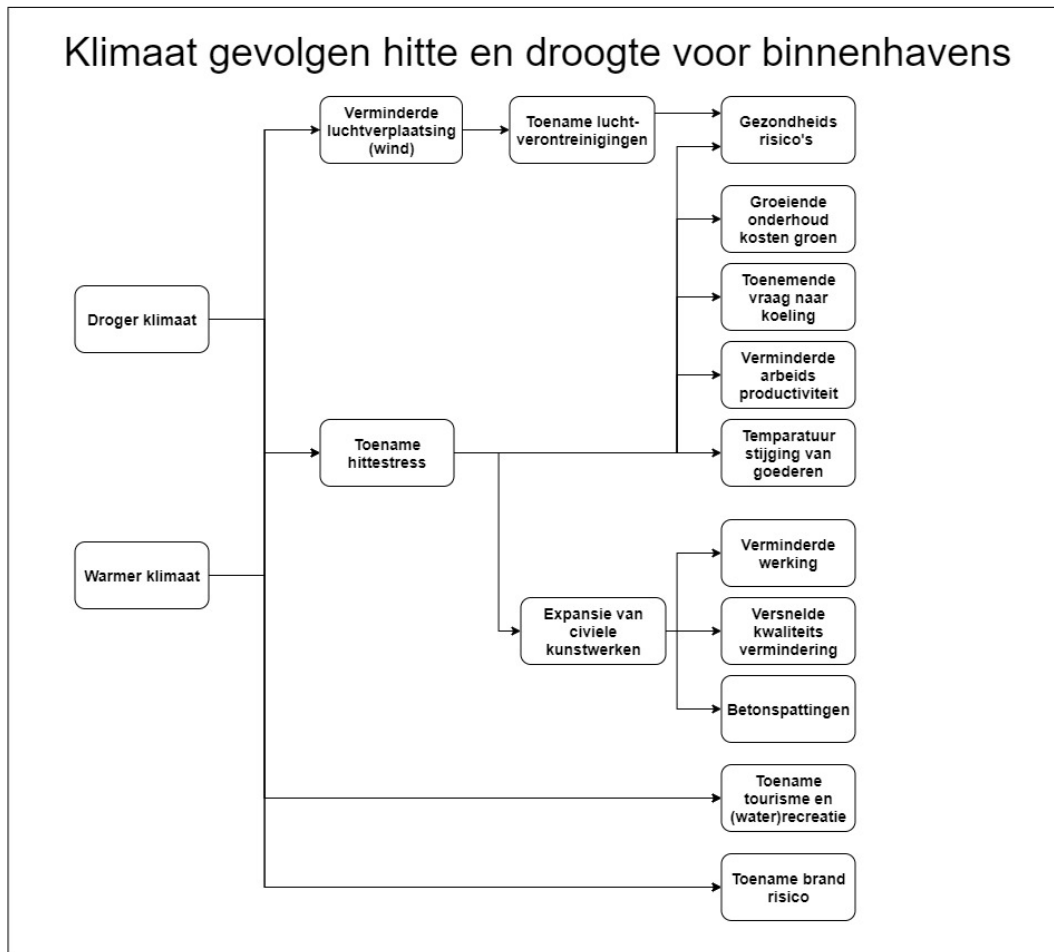 Klimaat gevolgen hitte en droogte voor binnenhavens
Verminderde
luchtverplaatsing
(wind)
Toename lucht-
verontreinigingen
Gezondheids
risico's
Groeiende
onderhoud
kosten groen
Toenemende
vraag naar
koeling
Droger klimaat
Verminderde
arbeids
productiviteit
Toename
hittestress
Temparatuur
stijging van
goederen
Warmer klimaat
Verminderde
werking
Expansie van
civiele
kunstwerken
Versnelde
kwaliteits
vermindering
Betonspattingen
Toename
tourisme en
(water)recreatie
Toename brand
risico